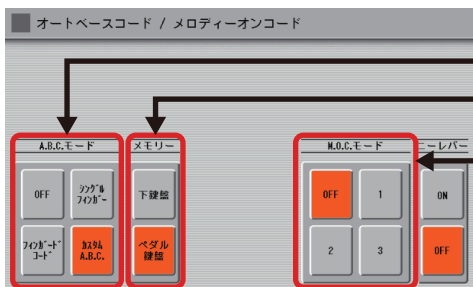 オートベースコード / メロディーオンコード
A.B.C.モード
メモリー
M.O.C.モード
ニーレバー
OFF
シングル
フィンガー
下鍵盤
OFF
1
ON
フィンガード
コード
カスタム
A.B.C.
ペダル
鍵盤
2
3
OFF